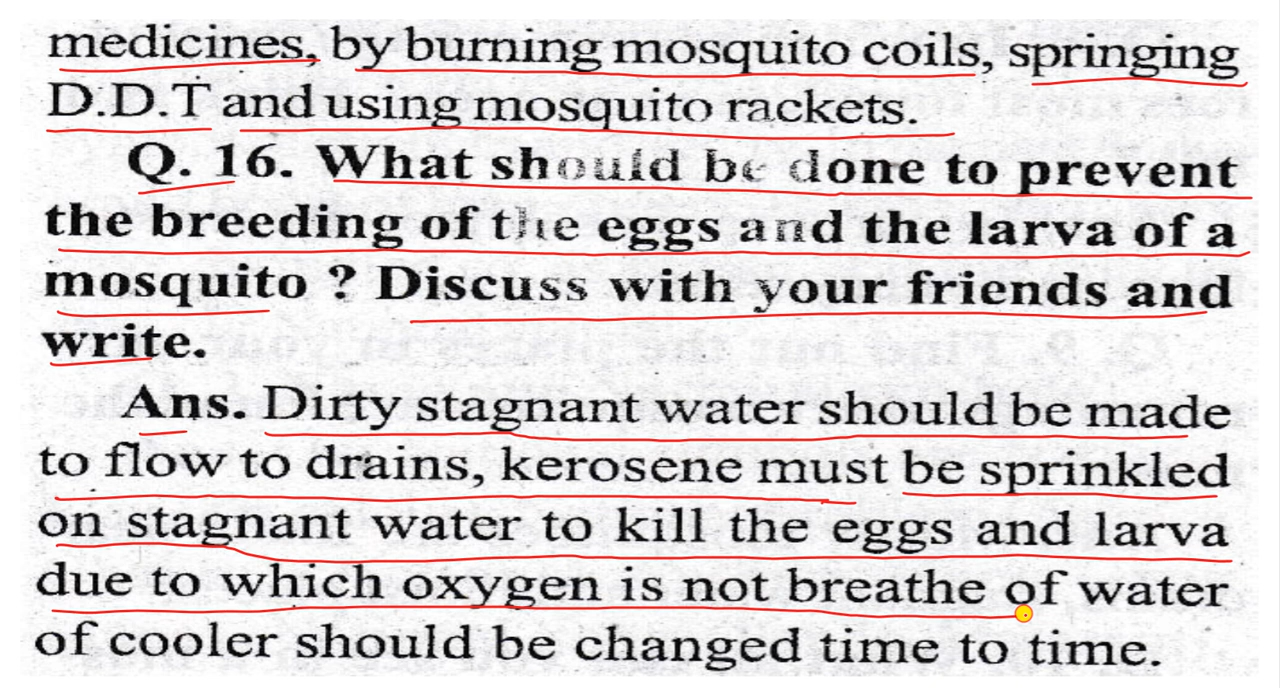 medicines, by burning mosquito coils, springing
D.D.T and using mosquito rackets.
Q. 16. What should be done to prevent
the breeding of the eggs and the larva of a
mosquito ? Discuss with your friends and
write.
Ans. Dirty stagnant water should be made
to flow to drains, kerosene must be sprinkled
on stagnant water to kill the eggs and larva
due to which oxygen is not breathe of water
of cooler should be changed time to time.